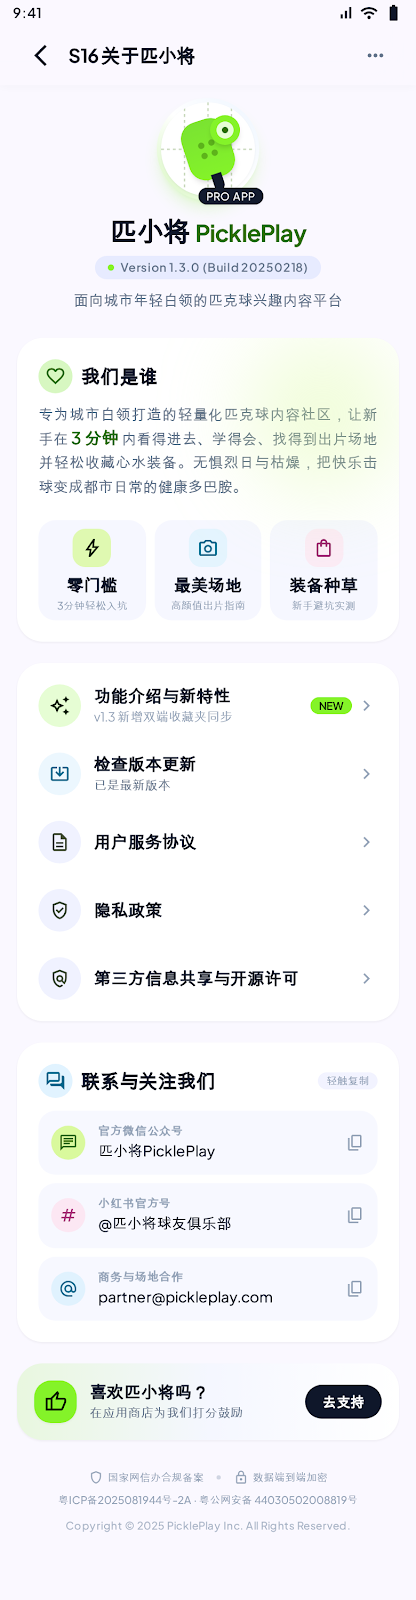 9:41
S16关于匹小将
PRO APP
匹小将 PicklePlay
Version 1.3.0 (Build 20250218)
面向城市年轻白领的匹克球兴趣内容平台
我们是谁
专为城市白领打造的轻量化匹克球内容社区，让新
手在 3 分钟 内看得进去、学得会、找得到出片场地
并轻松收藏心水装备。无惧烈日与枯燥，把快乐击
球变成都市日常的健康多巴胺。
零门槛
3分钟轻松入坑
最美场地
高颜值出片指南
装备种草
新手避坑实测
功能介绍与新特性
v1.3 新增双端收藏夹同步
NEW
检查版本更新
已是最新版本
用户服务协议
隐私政策
第三方信息共享与开源许可
联系与关注我们
轻触复制
官方微信公众号
匹小将PicklePlay
小红书官方号
@匹小将球友俱乐部
商务与场地合作
partner@pickleplay.com
喜欢匹小将吗？
在应用商店为我们打分鼓励
去支持
国家网信办合规备案 • 数据端到端加密
粤ICP备2025081944号-2A · 粤公网安备 44030502008819号
Copyright © 2025 PicklePlay Inc. All Rights Reserved.